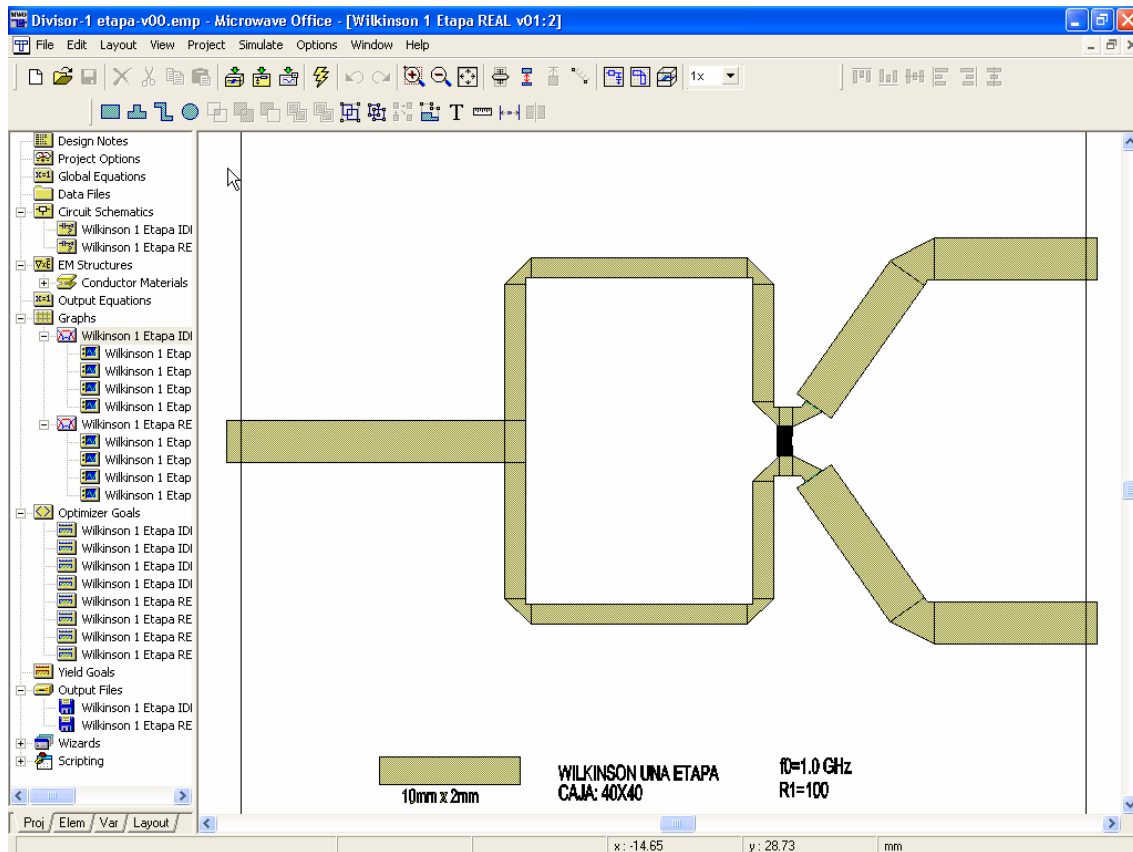 Divisor-1 etapa-v00.emp - Microwave Office - [Wilkinson 1 Etapa REAL v01:2]
File Edit Layout View Project Simulate Options Window Help
1x
Design Notes
Project Options
Global Equations
Data Files
Circuit Schematics
Wilkinson 1 Etapa IDI
Wilkinson 1 Etapa RE
EM Structures
Conductor Materials
Output Equations
Graphs
Wilkinson 1 Etapa IDI
Wilkinson 1 Etap
Wilkinson 1 Etap
Wilkinson 1 Etap
Wilkinson 1 Etap
Wilkinson 1 Etapa RE
Wilkinson 1 Etap
Wilkinson 1 Etap
Wilkinson 1 Etap
Wilkinson 1 Etap
Optimizer Goals
Wilkinson 1 Etapa IDI
Wilkinson 1 Etapa IDI
Wilkinson 1 Etapa IDI
Wilkinson 1 Etapa IDI
Wilkinson 1 Etapa RE
Wilkinson 1 Etapa RE
Wilkinson 1 Etapa RE
Wilkinson 1 Etapa RE
Yield Goals
Output Files
Wilkinson 1 Etapa IDI
Wilkinson 1 Etapa RE
Wizards
Scripting
10mm x 2mm
WILKINSON UNA ETAPA
CAJA: 40X40
f0=1.0 GHz
R1=100
Proj Elem Var Layout
x: -14.65 y: 28.73 mm